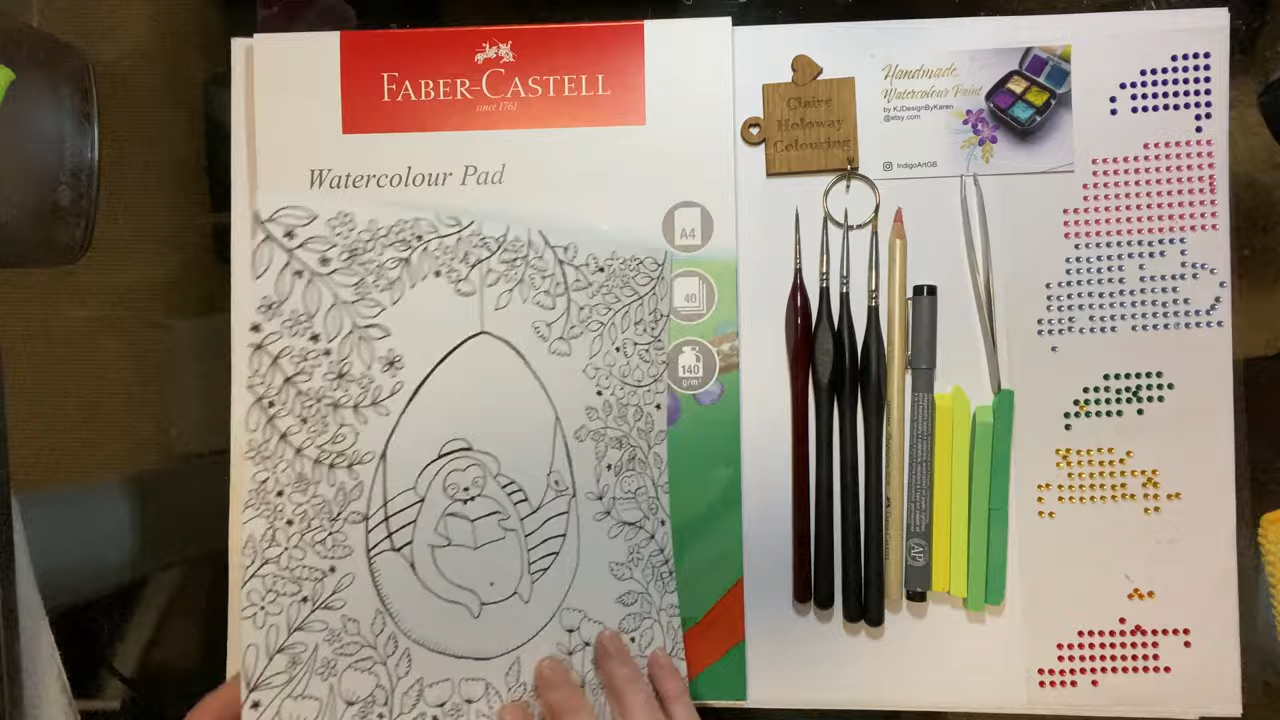 FABER-CASTELL
since 1761
Watercolour Pad
A4
40
140
g/m²
Claire
Holoway
Colouring
Handmade
Watercolour Paint
by KJDesignByKaren
@etsy.com
IndigoArtGB
AP